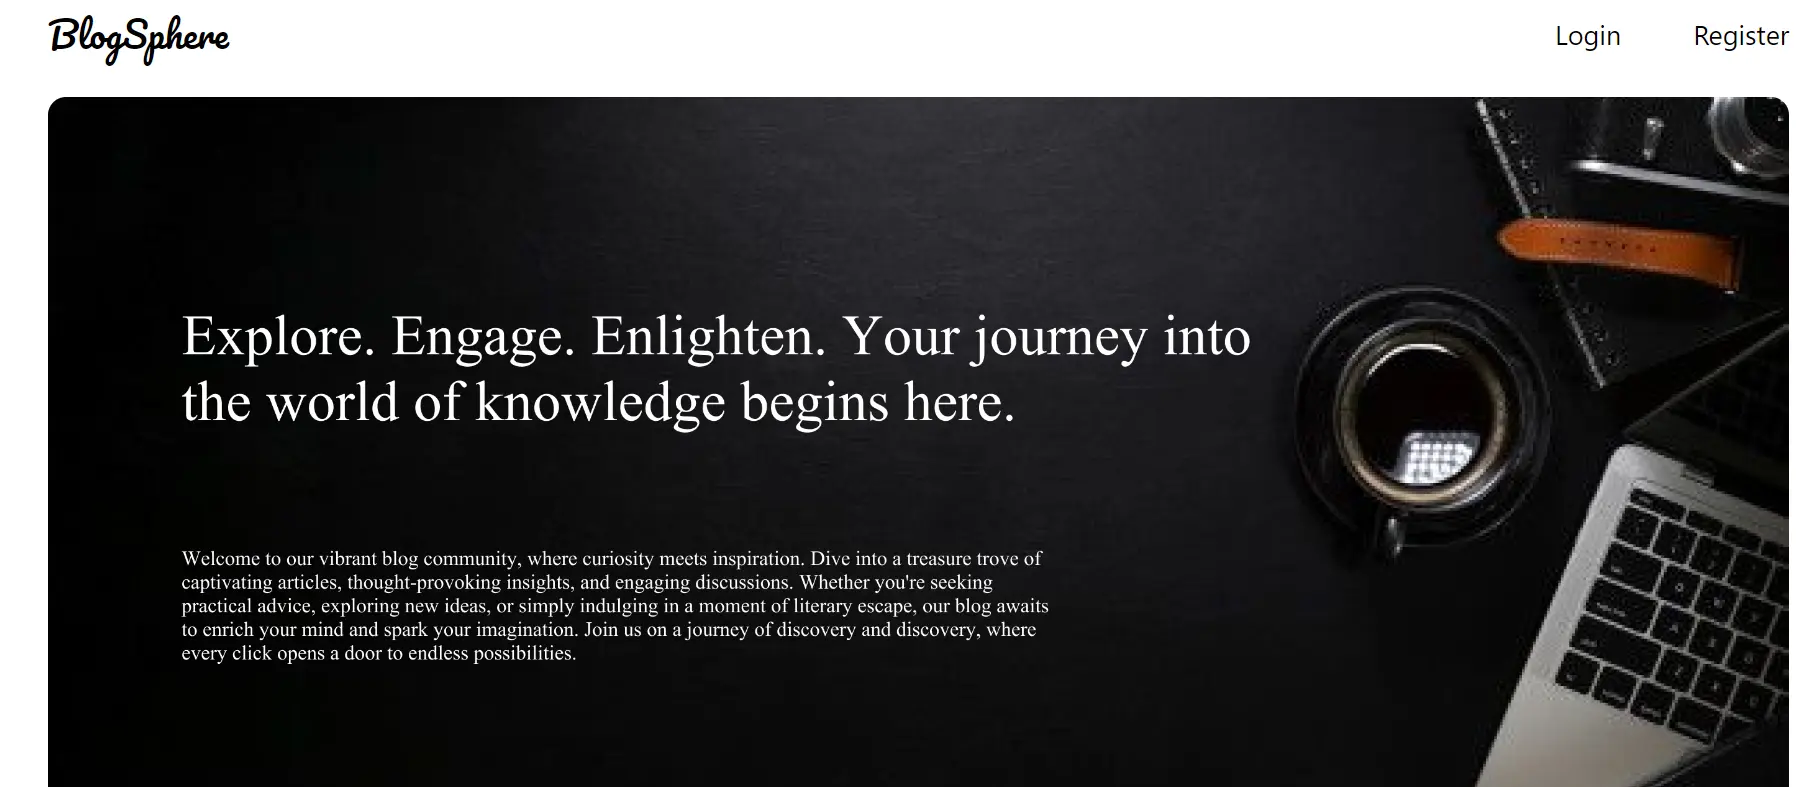 BlogSphere
Login
Register
Explore. Engage. Enlighten. Your journey into
the world of knowledge begins here.
Welcome to our vibrant blog community, where curiosity meets inspiration. Dive into a treasure trove of
captivating articles, thought-provoking insights, and engaging discussions. Whether you're seeking
practical advice, exploring new ideas, or simply indulging in a moment of literary escape, our blog awaits
to enrich your mind and spark your imagination. Join us on a journey of discovery and discovery, where
every click opens a door to endless possibilities.